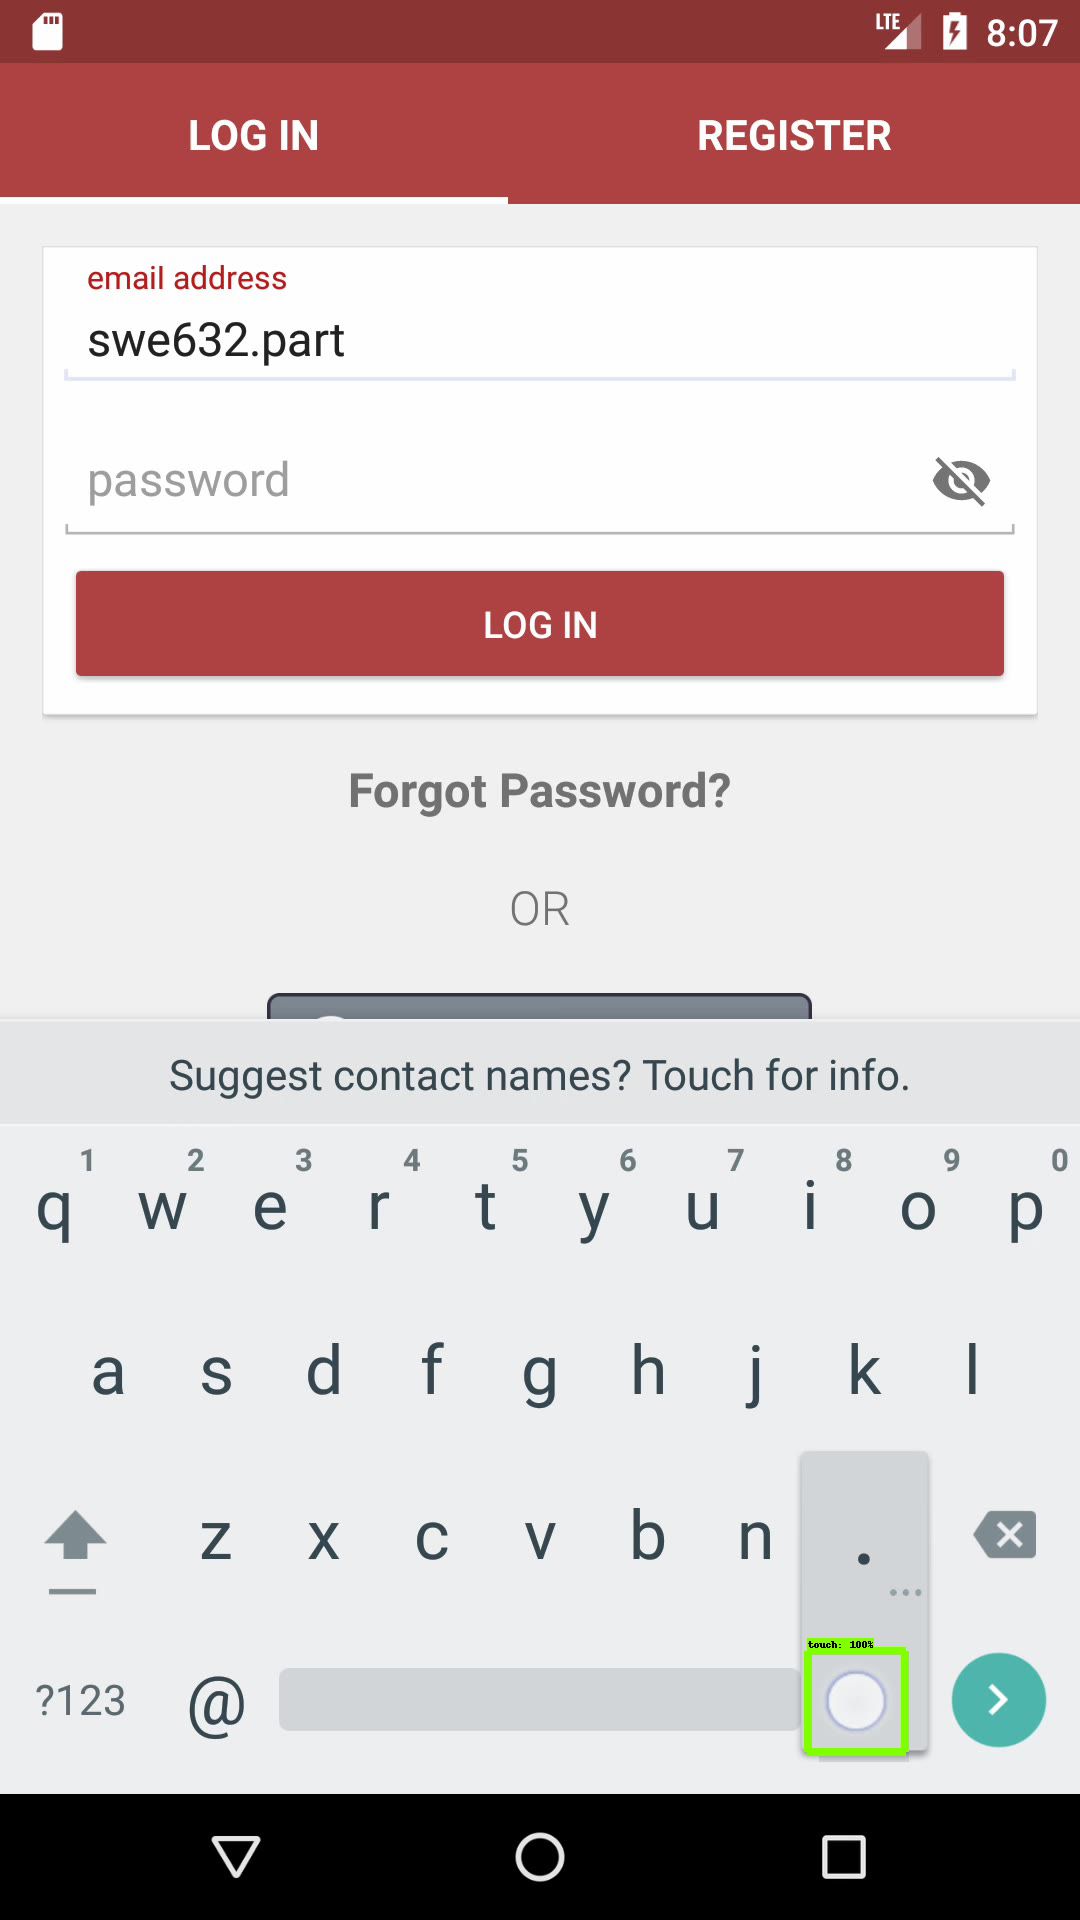 LTE 8:07
LOG IN REGISTER
email address
swe632.part
password
LOG IN
Forgot Password?
OR
Suggest contact names? Touch for info.
1 2 3 4 5 6 7 8 9 0
q w e r t y u i o p
a s d f g h j k l
z x c v b n .
touch: 100%
?123 @